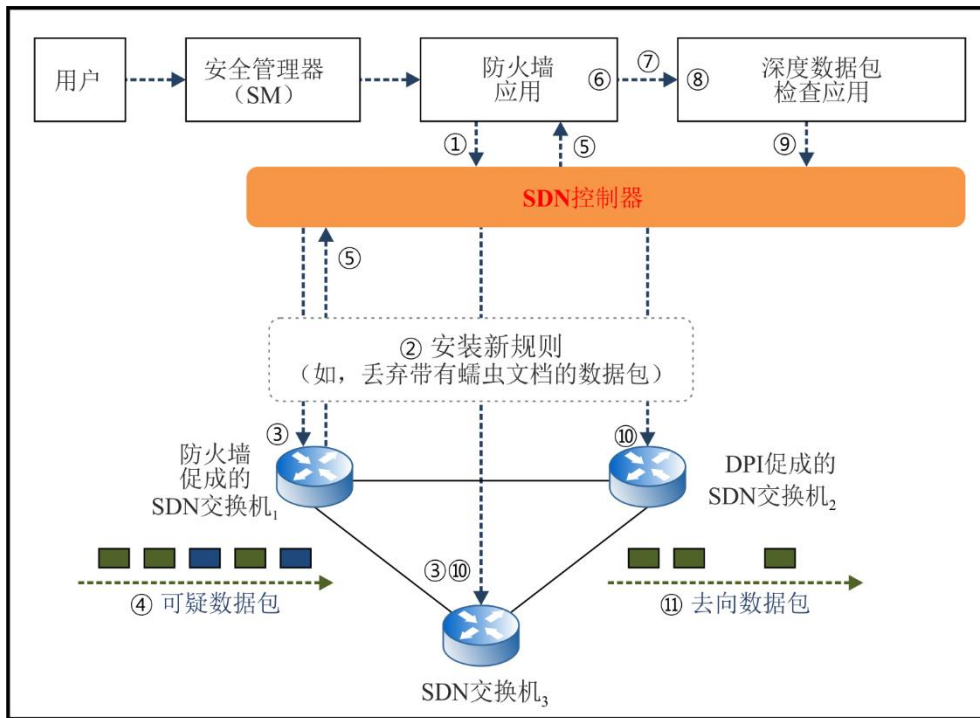 用户
安全管理器
（SM）
防火墙
应用
⑥
⑦
⑧
深度数据包
检查应用
①
⑤
⑨
SDN控制器
⑤
② 安装新规则
（如，丢弃带有蠕虫文档的数据包）
③
⑩
防火墙
促成的
SDN交换机1
DPI促成的
SDN交换机2
③⑩
④ 可疑数据包
⑪ 去向数据包
SDN交换机3